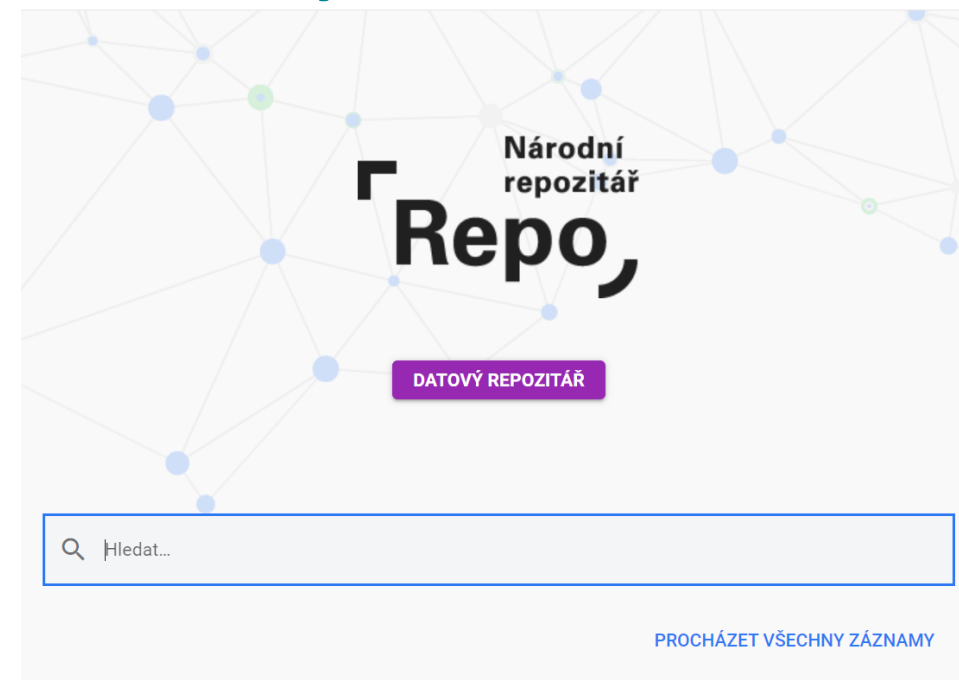 Národní
repozitář
Repo
DATOVÝ REPOZITÁŘ
Hledat...
PROCHÁZET VŠECHNY ZÁZNAMY